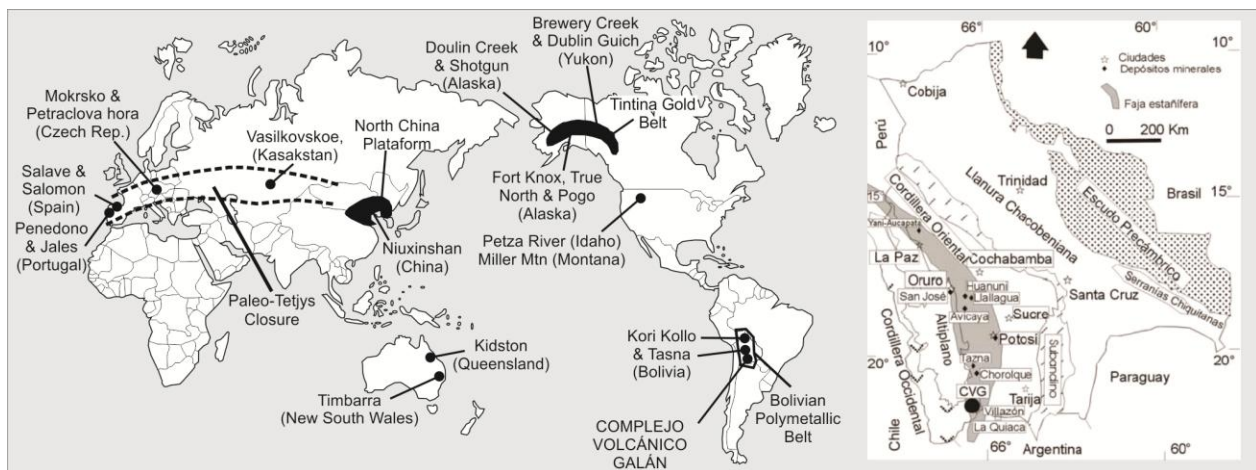 Brewery Creek
& Dublin Guich
(Yukon)
Doulin Creek
& Shotgun
(Alaska)
Tintina Gold
Belt
Mokrsko &
Petraclova hora
(Czech Rep.)
Vasilkovskoe,
(Kasakstan)
North China
Plataform
Salave &
Salomon
(Spain)
Penedono
& Jales
(Portugal)
Fort Knox, True
North & Pogo
(Alaska)
Niuxinshan
(China)
Petza River (Idaho)
Miller Mtn (Montana)
Paleo-Tetjys
Closure
Kidston
(Queensland)
Timbarra
(New South Wales)
Kori Kollo
& Tasna
(Bolivia)
Bolivian
Polymetallic
Belt
COMPLEJO
VOLCÁNICO
GALÁN
66
60
10
10
Ciudades
Depósitos minerales
Faja estañífera
0 200 Km
Cobija
Perú
Trinidad
Brasil
15
15
Llanura Chacobeniana
Escudo Precámbrico
Serranías Chiquitanas
Cordillera Oriental
Yani-Aucapata
La Paz
Cochabamba
Oruro
Huanuni
San José
Llallagua
Santa Cruz
Avicaya
Sucre
Altiplano
Potosí
Cordillera Occidental
Subandino
20
20
Tazna
Chorolque
Paraguay
CVG
Tarija
Villazón
La Quiaca
Chile
66
Argentina
60